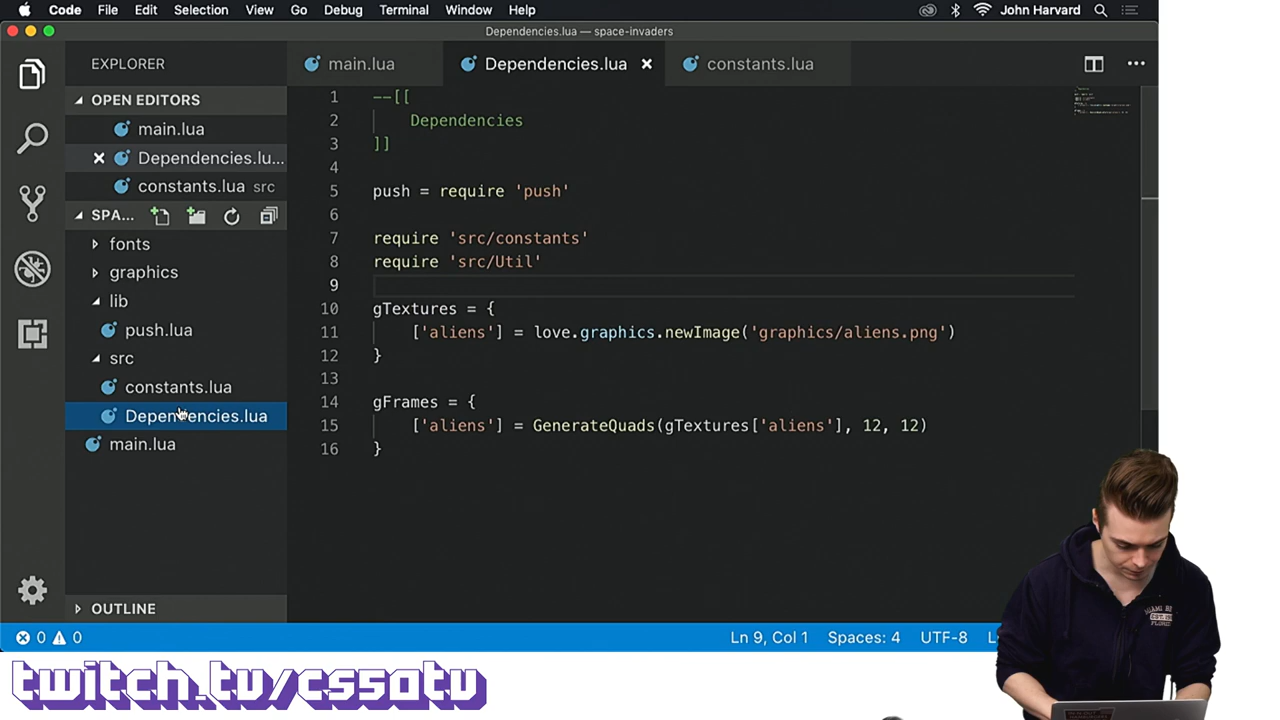 Code File Edit Selection View Go Debug Terminal Window Help John Harvard
Dependencies.lua — space-invaders
EXPLORER
main.lua Dependencies.lua constants.lua
OPEN EDITORS
main.lua
Dependencies.lu...
constants.lua src
SPA...
fonts
graphics
lib
push.lua
src
constants.lua
Dependencies.lua
main.lua
OUTLINE
1 --[[
2 Dependencies
3 ]]
4
5 push = require 'push'
6
7 require 'src/constants'
8 require 'src/Util'
9
10 gTextures = {
11 ['aliens'] = love.graphics.newImage('graphics/aliens.png')
12 }
13
14 gFrames = {
15 ['aliens'] = GenerateQuads(gTextures['aliens'], 12, 12)
16 }
0 0 Ln 9, Col 1 Spaces: 4 UTF-8 L
MIAMI BE
FLORI
twitch.tv/cs50tv